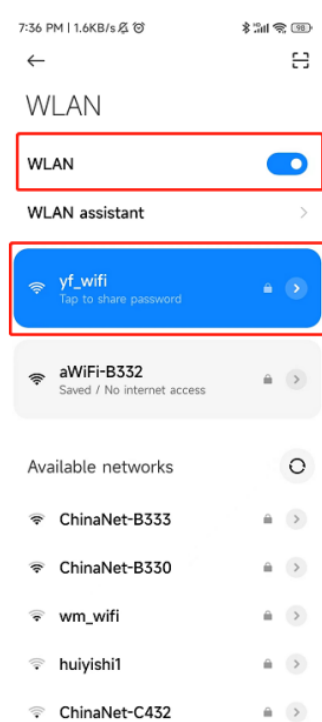 7:36 PM | 1.6KB/s
98
WLAN
WLAN
WLAN assistant
yf_wifi
Tap to share password
aWiFi-B332
Saved / No internet access
Available networks
ChinaNet-B333
ChinaNet-B330
wm_wifi
huiyishi1
ChinaNet-C432